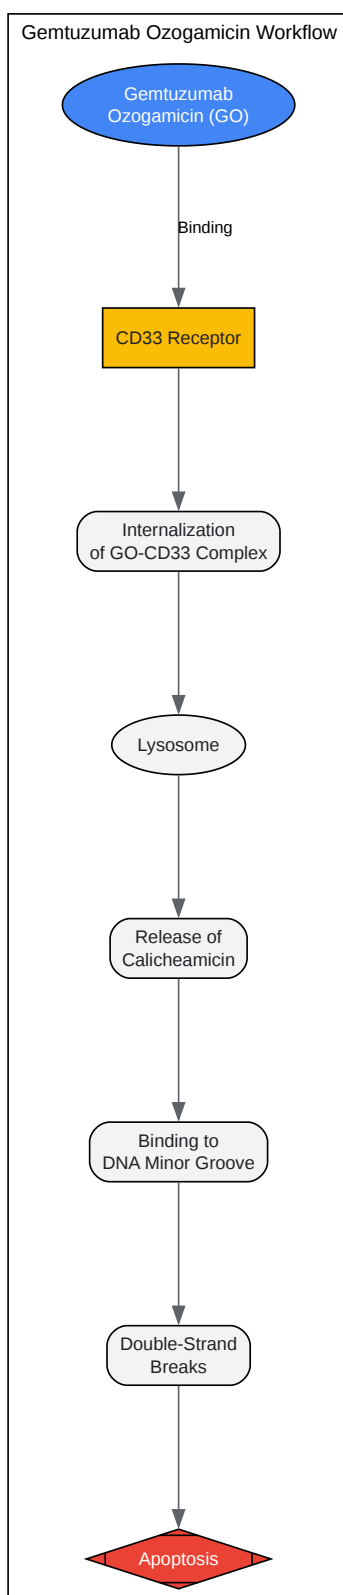 Gemtuzumab Ozogamicin Workflow
Gemtuzumab
Ozogamicin (GO)
Binding
CD33 Receptor
Internalization
of GO-CD33 Complex
Lysosome
Release of
Calicheamicin
Binding to
DNA Minor Groove
Double-Strand
Breaks
Apoptosis